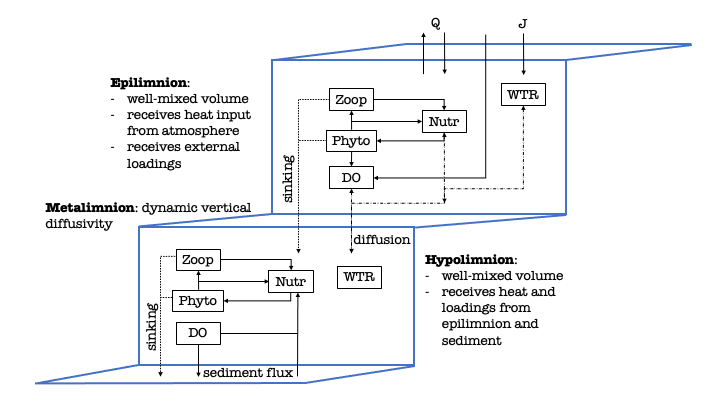 Q
J
Epilimnion:
- well-mixed volume
- receives heat input
from atmosphere
- receives external
loadings
Zoop
WTR
Nutr
Phyto
DO
sinking
Metalimnion: dynamic vertical
diffusivity
diffusion
Zoop
Nutr
WTR
Phyto
DO
sinking
sediment flux
Hypolimnion:
- well-mixed volume
- receives heat and
loadings from
epilimnion and
sediment